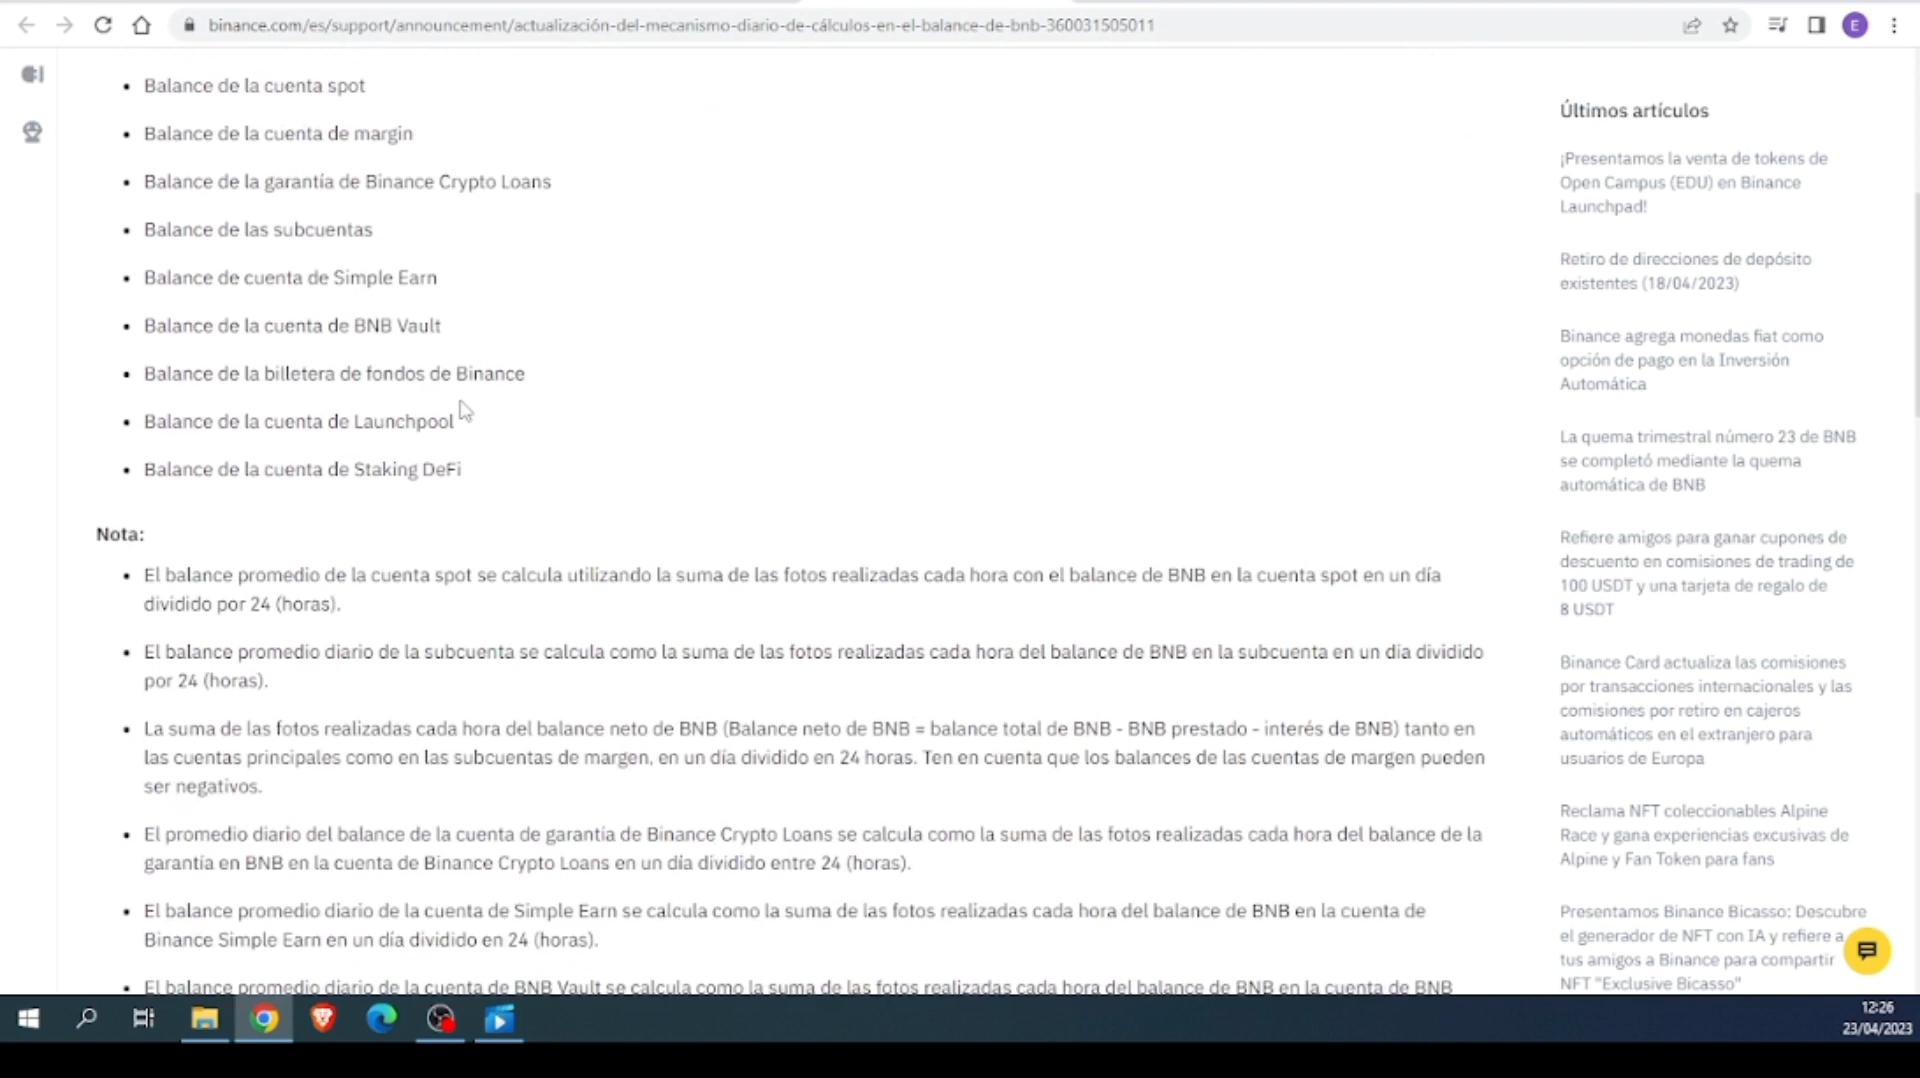 binance.com/es/support/announcement/actualización-del-mecanismo-diario-de-cálculos-en-el-balance-de-bnb-360031505011
E
Balance de la cuenta spot
Balance de la cuenta de margin
Balance de la garantía de Binance Crypto Loans
Balance de las subcuentas
Balance de cuenta de Simple Earn
Balance de la cuenta de BNB Vault
Balance de la billetera de fondos de Binance
Balance de la cuenta de Launchpool
Balance de la cuenta de Staking DeFi
Nota:
El balance promedio de la cuenta spot se calcula utilizando la suma de las fotos realizadas cada hora con el balance de BNB en la cuenta spot en un día
dividido por 24 (horas).
El balance promedio diario de la subcuenta se calcula como la suma de las fotos realizadas cada hora del balance de BNB en la subcuenta en un día dividido
por 24 (horas).
La suma de las fotos realizadas cada hora del balance neto de BNB (Balance neto de BNB = balance total de BNB - BNB prestado - interés de BNB) tanto en
las cuentas principales como en las subcuentas de margen, en un día dividido en 24 horas. Ten en cuenta que los balances de las cuentas de margen pueden
ser negativos.
El promedio diario del balance de la cuenta de garantía de Binance Crypto Loans se calcula como la suma de las fotos realizadas cada hora del balance de la
garantía en BNB en la cuenta de Binance Crypto Loans en un día dividido entre 24 (horas).
El balance promedio diario de la cuenta de Simple Earn se calcula como la suma de las fotos realizadas cada hora del balance de BNB en la cuenta de
Binance Simple Earn en un día dividido en 24 (horas).
El balance promedio diario de la cuenta de BNB Vault se calcula como la suma de las fotos realizadas cada hora del balance de BNB en la cuenta de BNB
Últimos artículos
¡Presentamos la venta de tokens de
Open Campus (EDU) en Binance
Launchpad!
Retiro de direcciones de depósito
existentes (18/04/2023)
Binance agrega monedas fiat como
opción de pago en la Inversión
Automática
La quema trimestral número 23 de BNB
se completó mediante la quema
automática de BNB
Refiere amigos para ganar cupones de
descuento en comisiones de trading de
100 USDT y una tarjeta de regalo de
8 USDT
Binance Card actualiza las comisiones
por transacciones internacionales y las
comisiones por retiro en cajeros
automáticos en el extranjero para
usuarios de Europa
Reclama NFT coleccionables Alpine
Race y gana experiencias excusivas de
Alpine y Fan Token para fans
Presentamos Binance Bicasso: Descubre
el generador de NFT con IA y refiere a
tus amigos a Binance para compartir
NFT "Exclusive Bicasso"
12:26
23/04/2023